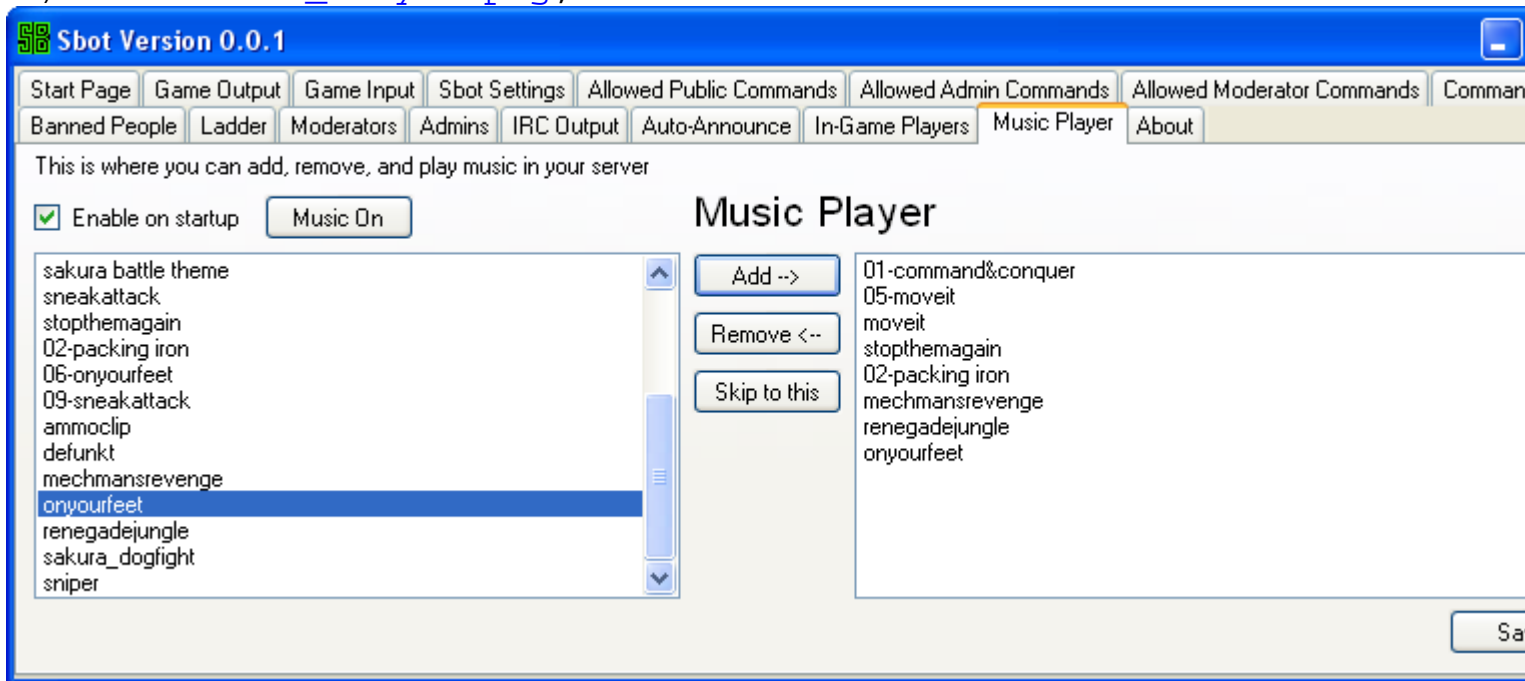 Sbot Version 0.0.1
Start Page Game Output Game Input Sbot Settings Allowed Public Commands Allowed Admin Commands Allowed Moderator Commands
Banned People Ladder Moderators Admins IRC Output Auto-Announce In-Game Players Music Player About
This is where you can add, remove, and play music in your server
Enable on startup Music On Music Player
sakura battle theme
sneakattack
stopthemagain
02-packing iron
06-onyourfeet
09-sneakattack
ammoclip
defunkt
mechmansrevenge
onyourfeet
renegadejungle
sakura_dogfight
sniper
Add -->
Remove <--
Skip to this
01-command&conquer
05-moveit
moveit
stopthemagain
02-packing iron
mechmansrevenge
renegadejungle
onyourfeet